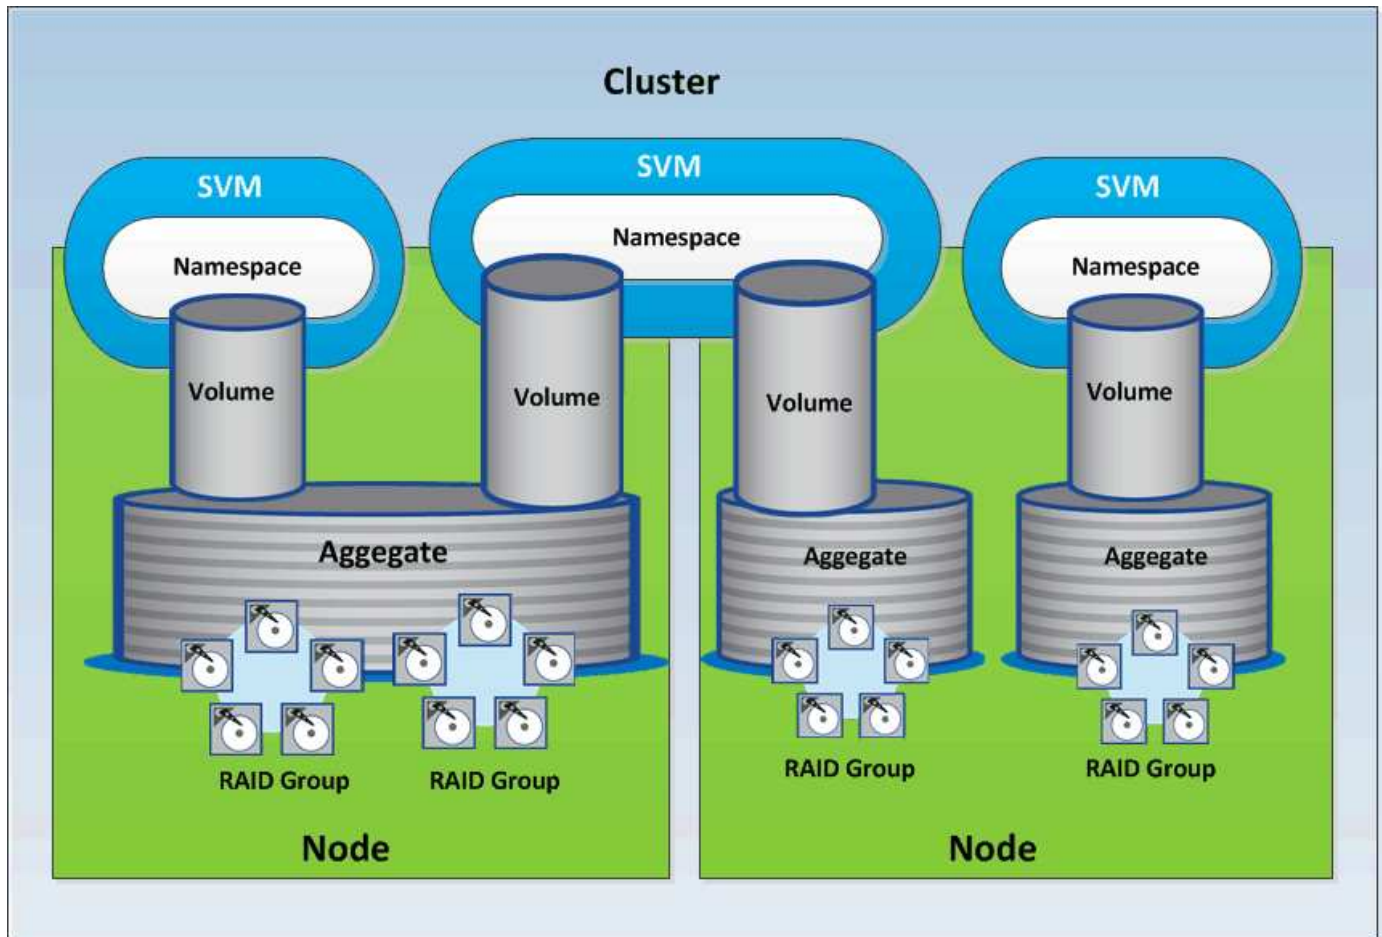 Cluster
SVM
SVM
SVM
Namespace
Namespace
Namespace
Volume
Volume
Volume
Volume
Aggegate
Aggegate
Aggegate
RAID Group
RAID Group
RAID Group
RAID Group
Node
Node